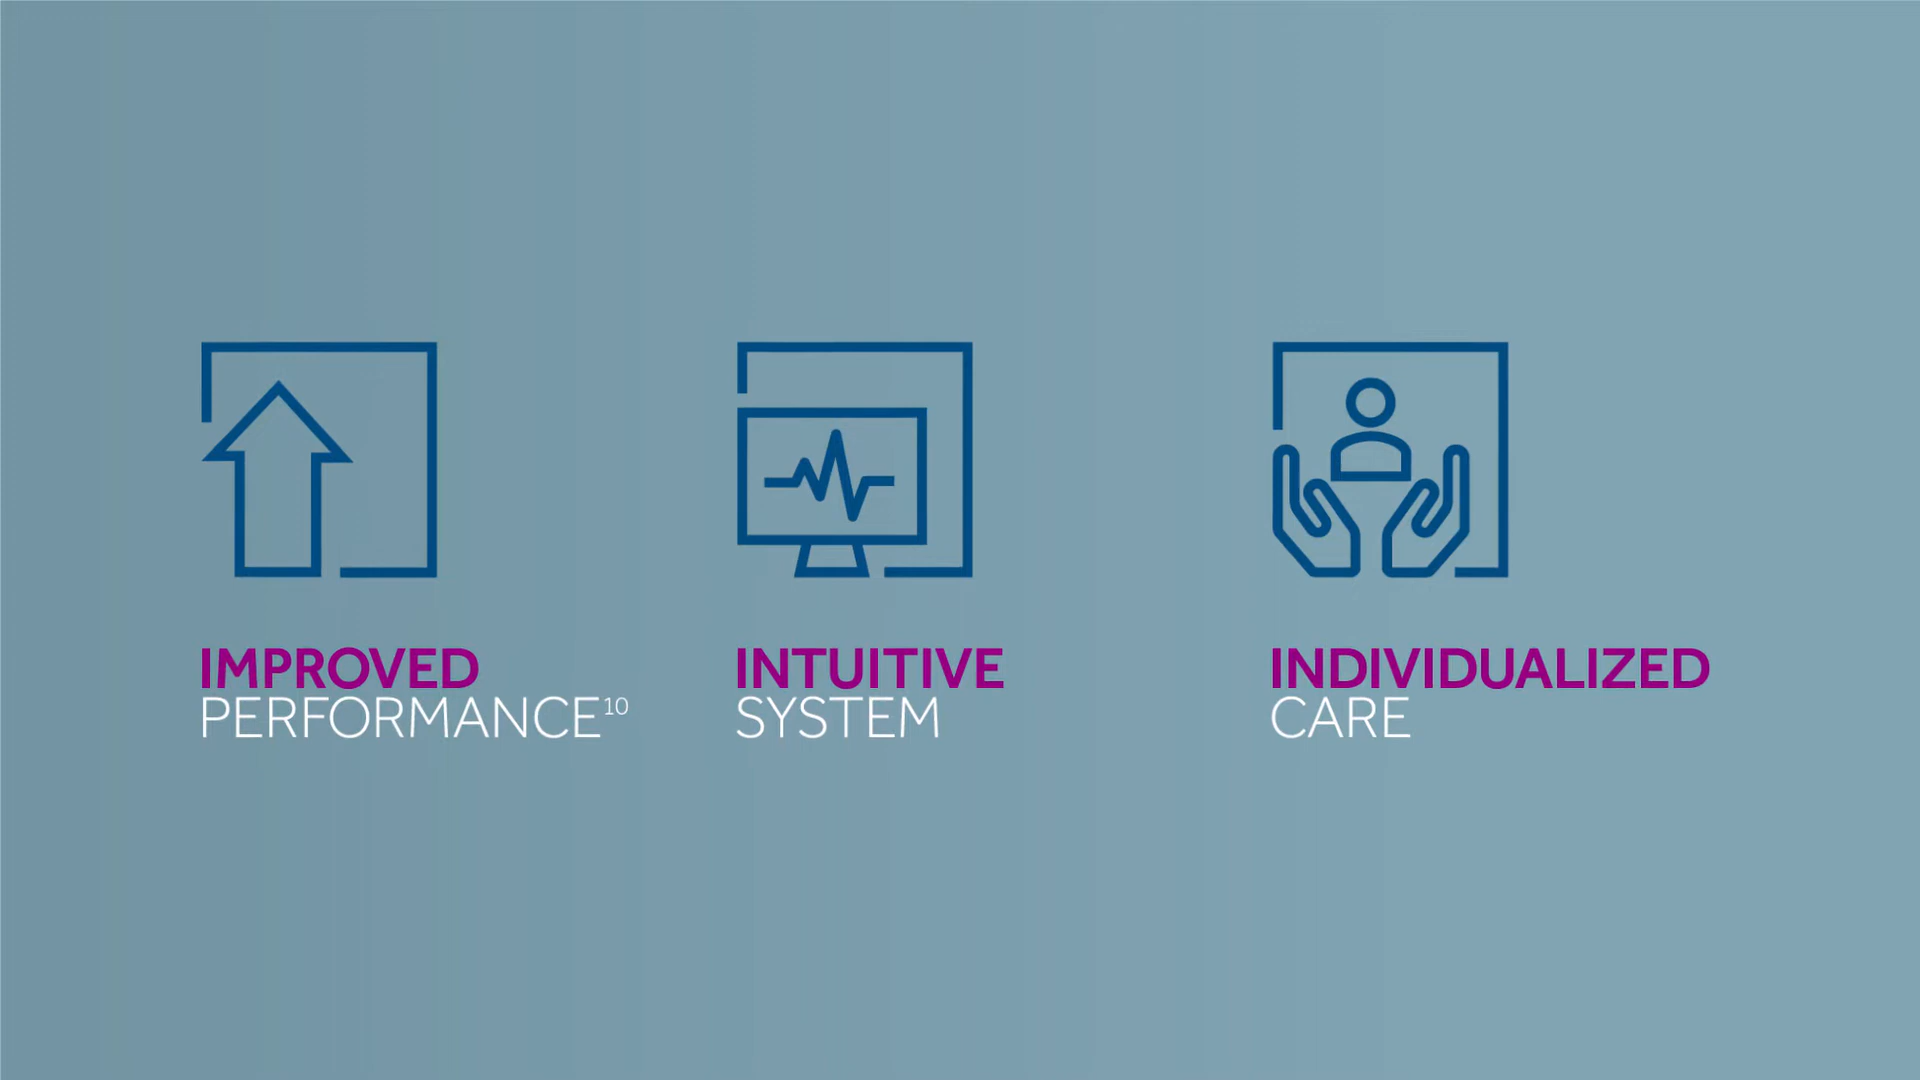 IMPROVED
PERFORMANCE¹⁰
INTUITIVE
SYSTEM
INDIVIDUALIZED
CARE